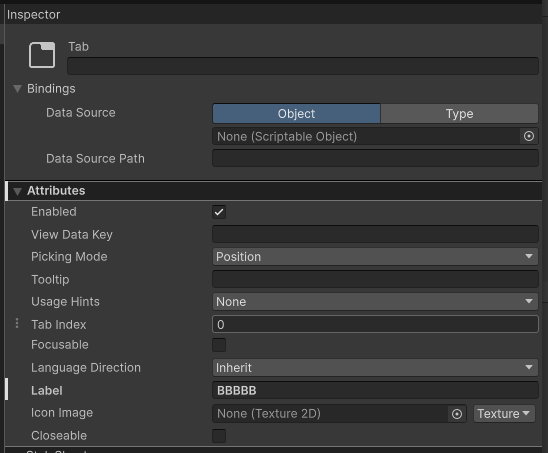 Inspector
Tab
Bindings
Data Source Object Type
None (Scriptable Object)
Data Source Path
Attributes
Enabled
View Data Key
Picking Mode Position
Tooltip
Usage Hints None
Tab Index 0
Focusable
Language Direction Inherit
Label BBBBB
Icon Image None (Texture 2D) Texture
Closeable